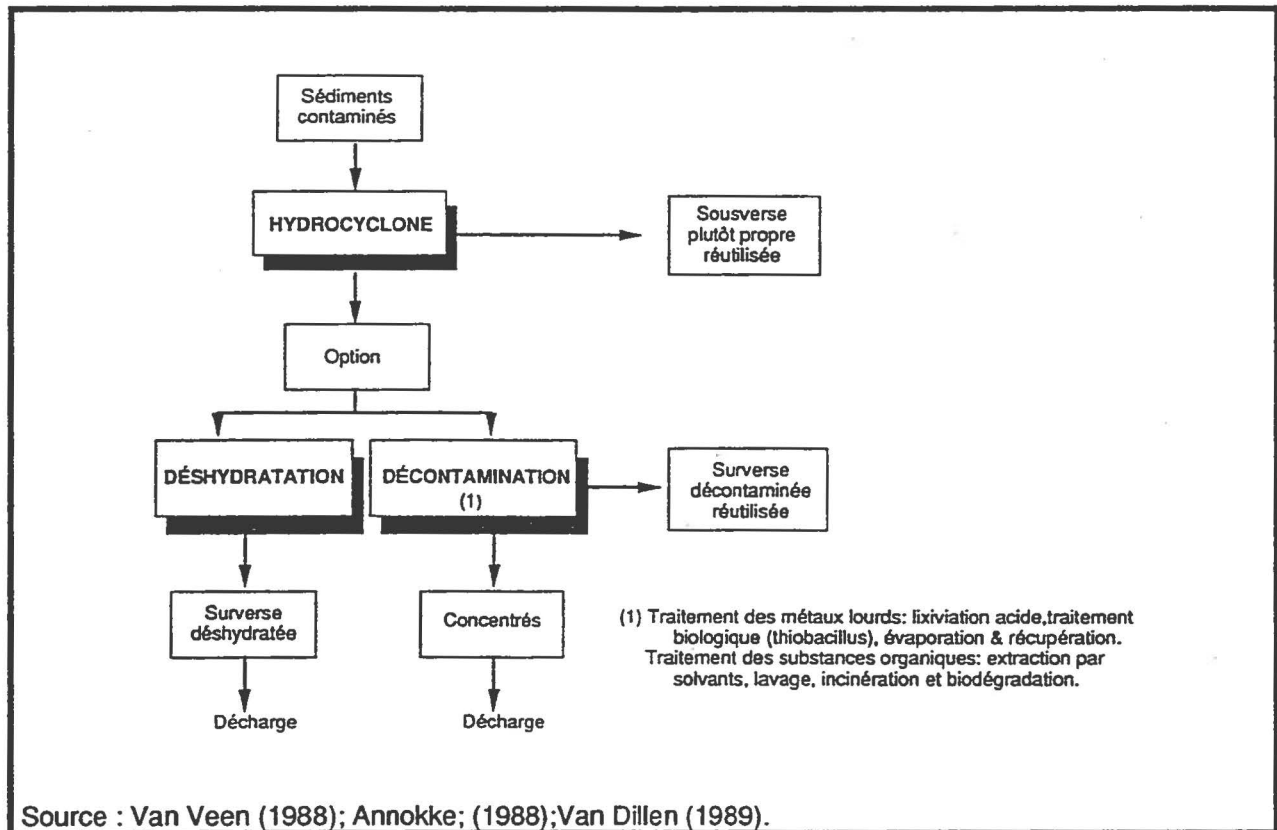 Sédiments
contaminés
HYDROCYCLONE
Sousverse
plutôt propre
réutilisée
Option
DÉSHYDRATATION
DÉCONTAMINATION
(1)
Surverse
décontaminée
réutilisée
Surverse
déshydratée
Concentrés
(1) Traitement des métaux lourds: lixiviation acide,traitement
biologique (thiobacillus), évaporation & récupération.
Traitement des substances organiques: extraction par
solvants, lavage, incinération et biodégradation.
Décharge
Décharge
Source : Van Veen (1988); Annokke; (1988);Van Dillen (1989).